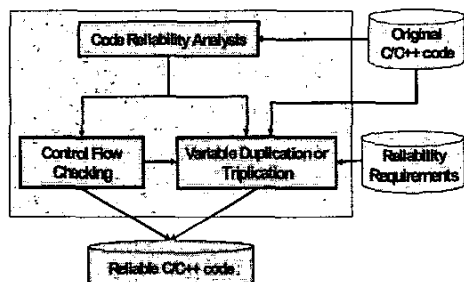 Code Reliability Analysis
Original
C/C++ code
Control Flow
Checking
Variable Duplication or
Triplication
Reliability
Requirements
Reliable C/C++ code